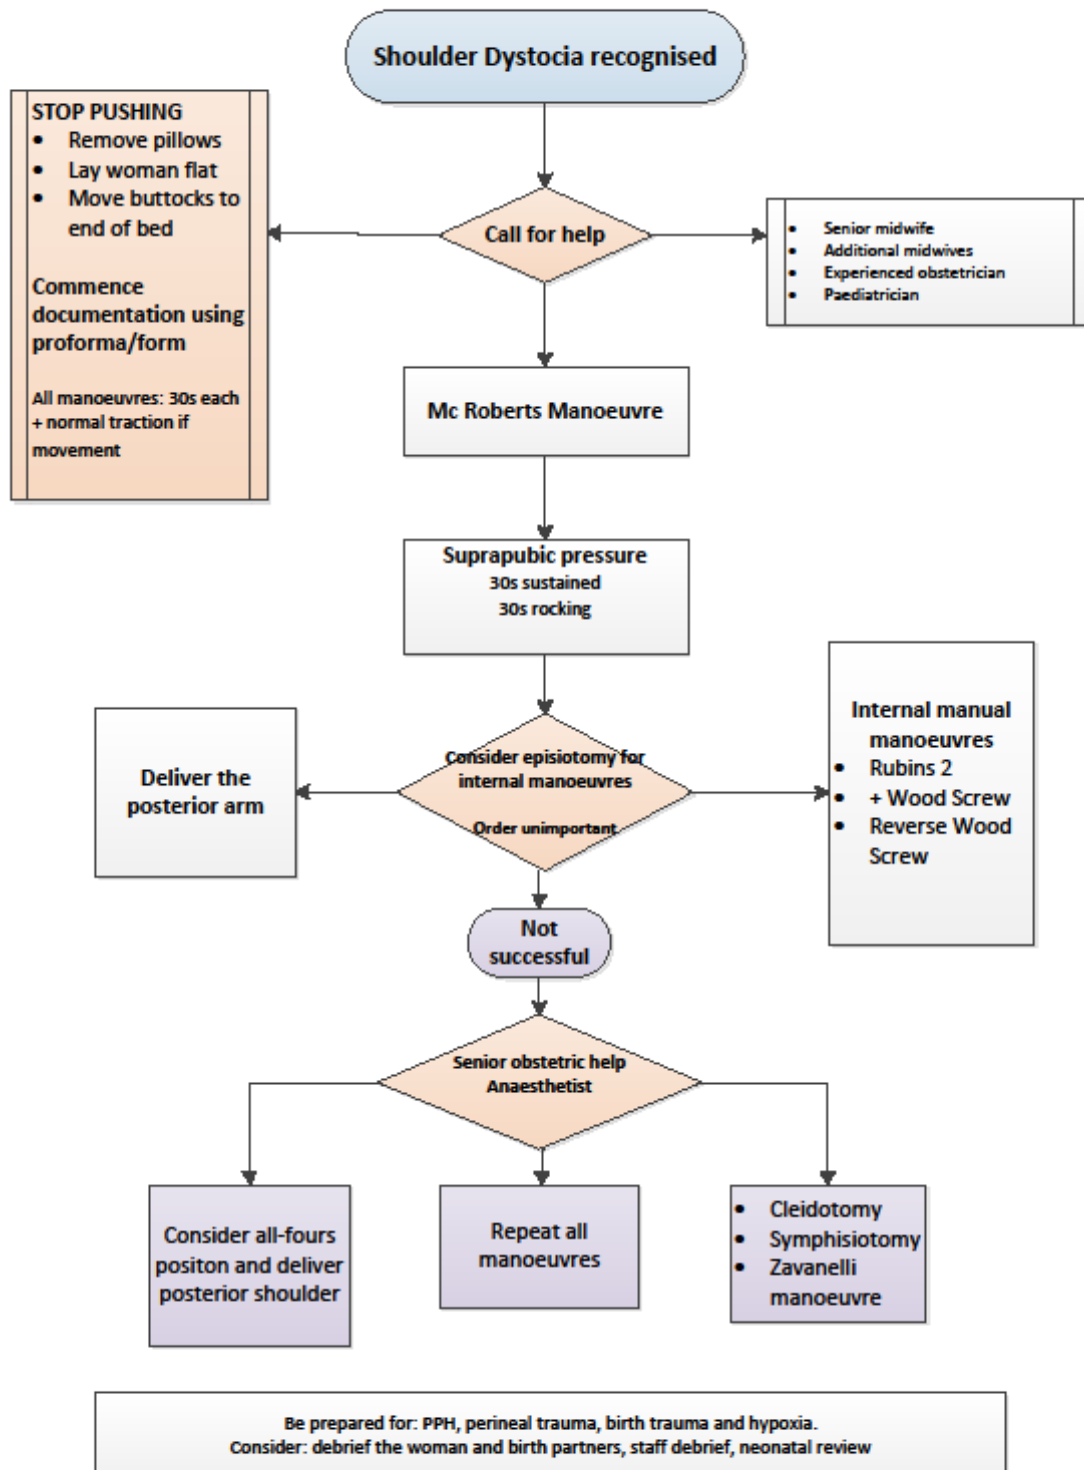 Shoulder Dystocia recognised
STOP PUSHING
• Remove pillows
• Lay woman flat
• Move buttocks to
end of bed
Commence
documentation using
proforma/form
All manoeuvres: 30s each
+ normal traction if
movement
Call for help
• Senior midwife
• Additional midwives
• Experienced obstetrician
• Paediatrician
Mc Roberts Manoeuvre
Suprapubic pressure
30s sustained
30s rocking
Deliver the
posterior arm
Consider episiotomy for
internal manoeuvres
Order unimportant
Internal manual
manoeuvres
• Rubins 2
• + Wood Screw
• Reverse Wood
Screw
Not
successful
Senior obstetric help
Anaesthetist
Consider all-fours
positon and deliver
posterior shoulder
Repeat all
manoeuvres
• Cleidotomy
• Symphisiotomy
• Zavanelli
manoeuvre
Be prepared for: PPH, perineal trauma, birth trauma and hypoxia.
Consider: debrief the woman and birth partners, staff debrief, neonatal review